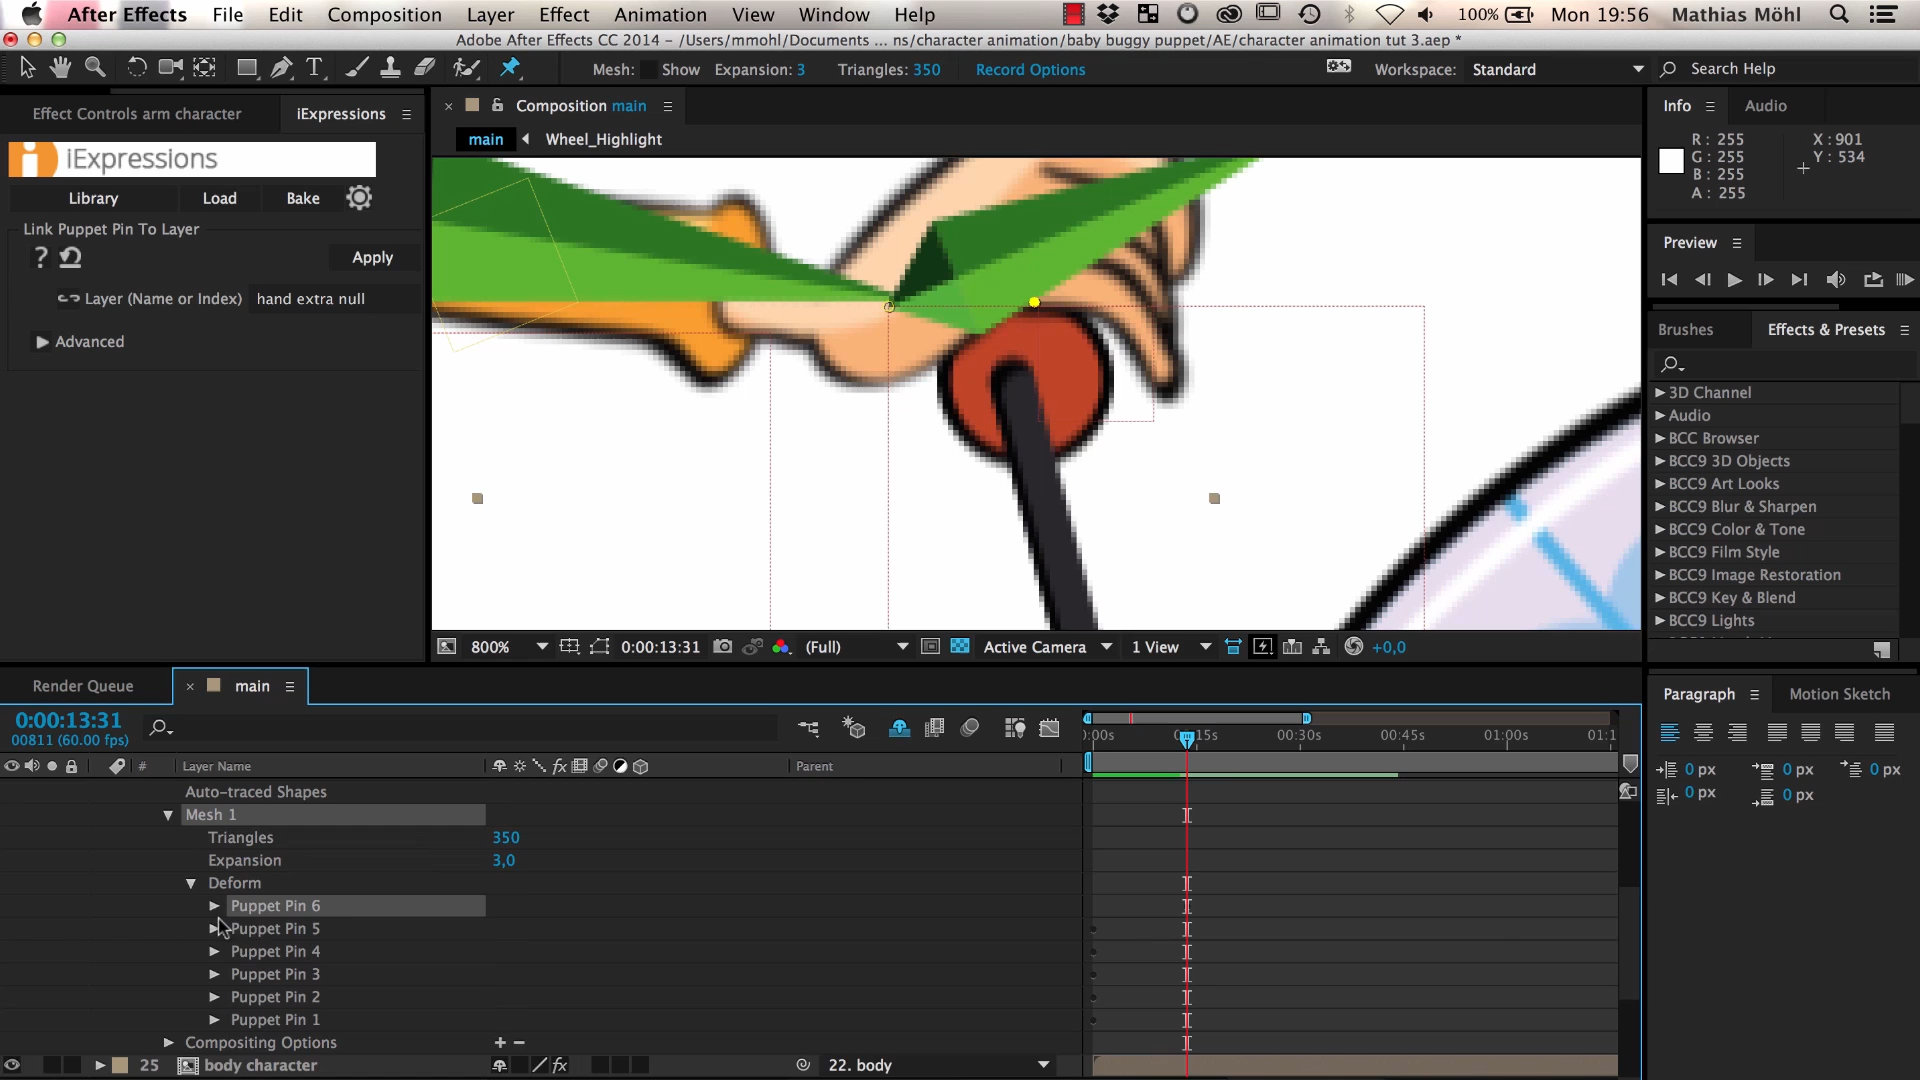 After Effects File Edit Composition Layer Effect Animation View Window Help 100% Mon 19:56 Mathias Möhl
Adobe After Effects CC 2014 - /Users/mmohl/Documents ... ns/character animation/baby buggy puppet/AE/character animation tut 3.aep *
Mesh: Show Expansion: 3 Triangles: 350 Record Options Workspace: Standard Search Help
Effect Controls arm character iExpressions
Composition main
Info Audio
main Wheel_Highlight
iExpressions
R: 255 X: 901
G: 255 Y: 534
B: 255
A: 255
Library Load Bake
Link Puppet Pin To Layer
? Apply
Layer (Name or Index) hand extra null
Advanced
Preview
Brushes Effects & Presets
3D Channel
Audio
BCC Browser
BCC9 3D Objects
BCC9 Art Looks
BCC9 Blur & Sharpen
BCC9 Color & Tone
BCC9 Film Style
BCC9 Image Restoration
BCC9 Key & Blend
BCC9 Lights
800% 0:00:13:31 (Full) Active Camera 1 View +0,0
Render Queue main
Paragraph Motion Sketch
0:00:13:31
00811 (60.00 fps)
):00s 15s 00:30s 00:45s 01:00s 01:1
# Layer Name fx Parent
0 px 0 px 0 px
0 px 0 px
Auto-traced Shapes
Mesh 1
Triangles 350
Expansion 3,0
Deform
Puppet Pin 6
Puppet Pin 5
Puppet Pin 4
Puppet Pin 3
Puppet Pin 2
Puppet Pin 1
Compositing Options + −
25 body character fx 22. body